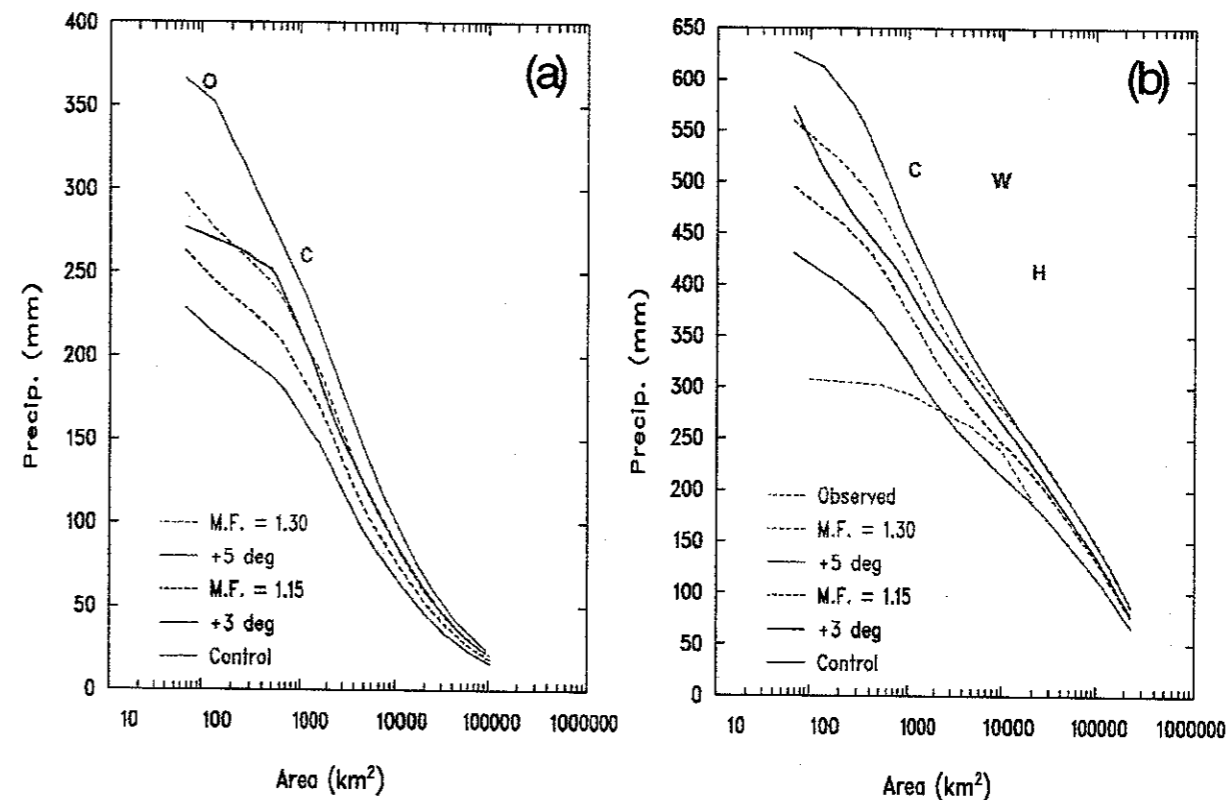 (a)
400
350
300
250
200
150
100
50
0
Precip. (mm)
O
C
M.F. = 1.30
+5 deg
M.F. = 1.15
+3 deg
Control
10 100 1000 10000 100000 1000000
Area (km²)
(b)
650
600
550
500
450
400
350
300
250
200
150
100
50
0
Precip. (mm)
C
W
H
Observed
M.F. = 1.30
+5 deg
M.F. = 1.15
+3 deg
Control
10 100 1000 10000 100000 1000000
Area (km²)